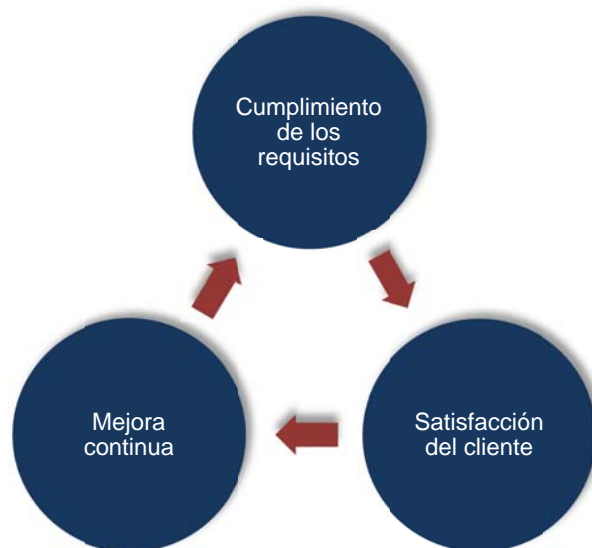 Cumplimiento
de los
requisitos
Mejora
continua
Satisfacción
del cliente